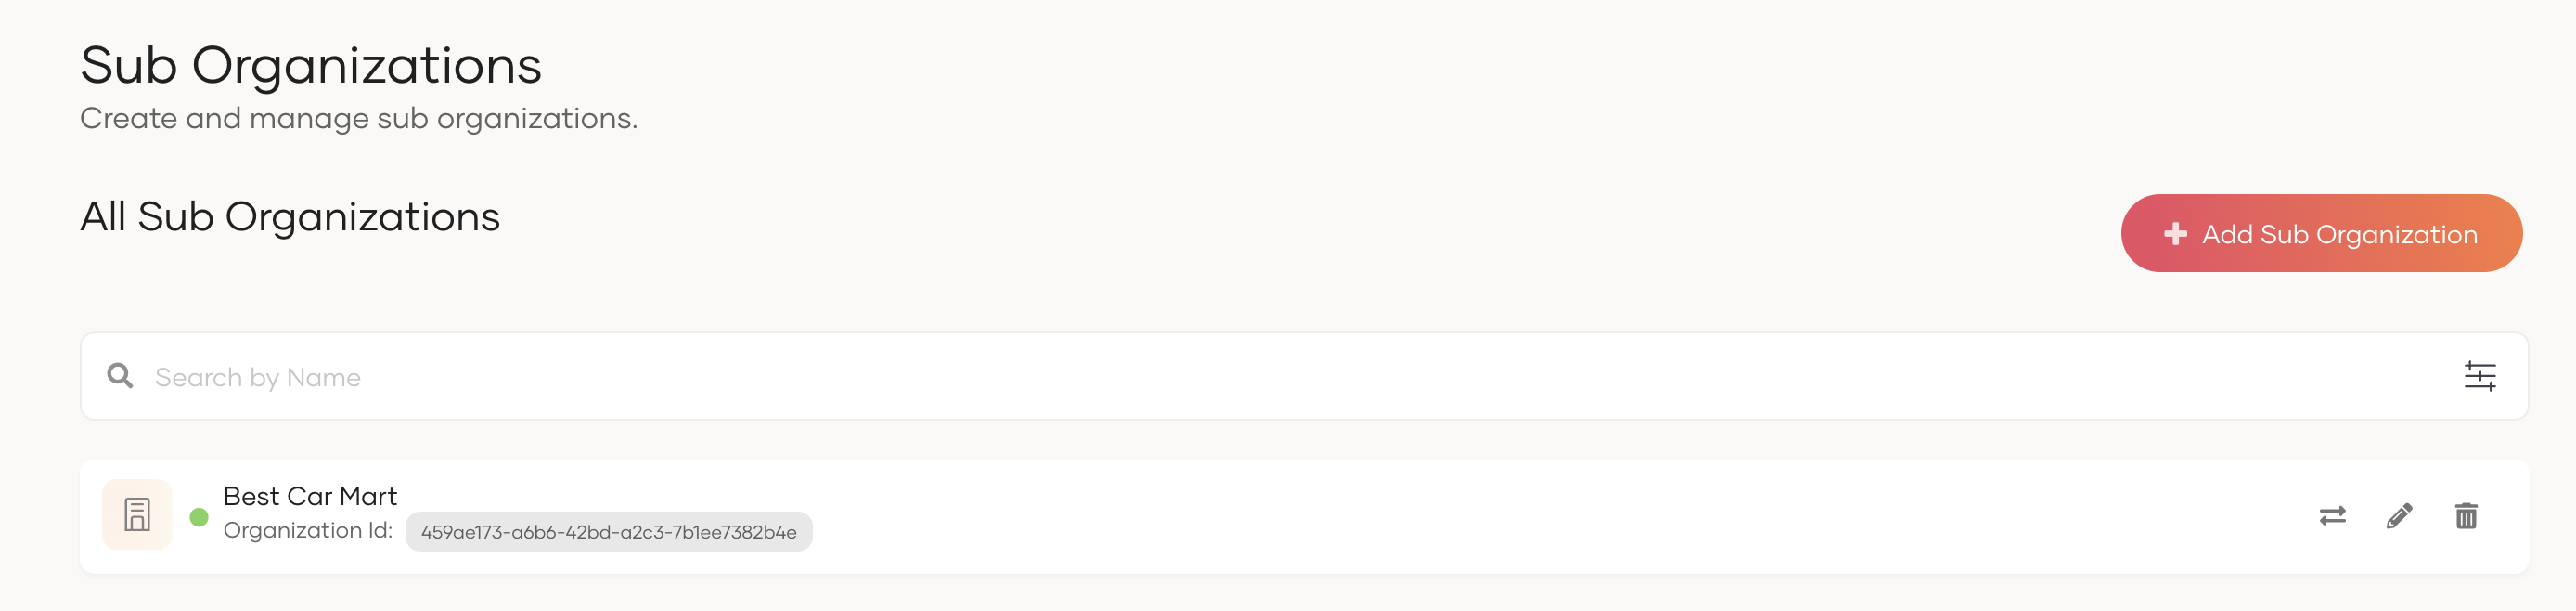 Sub Organizations
Create and manage sub organizations.
All Sub Organizations
Add Sub Organization
Search by Name
Best Car Mart
Organization Id: 459ae173-a6b6-42bd-a2c3-7b1ee7382b4e